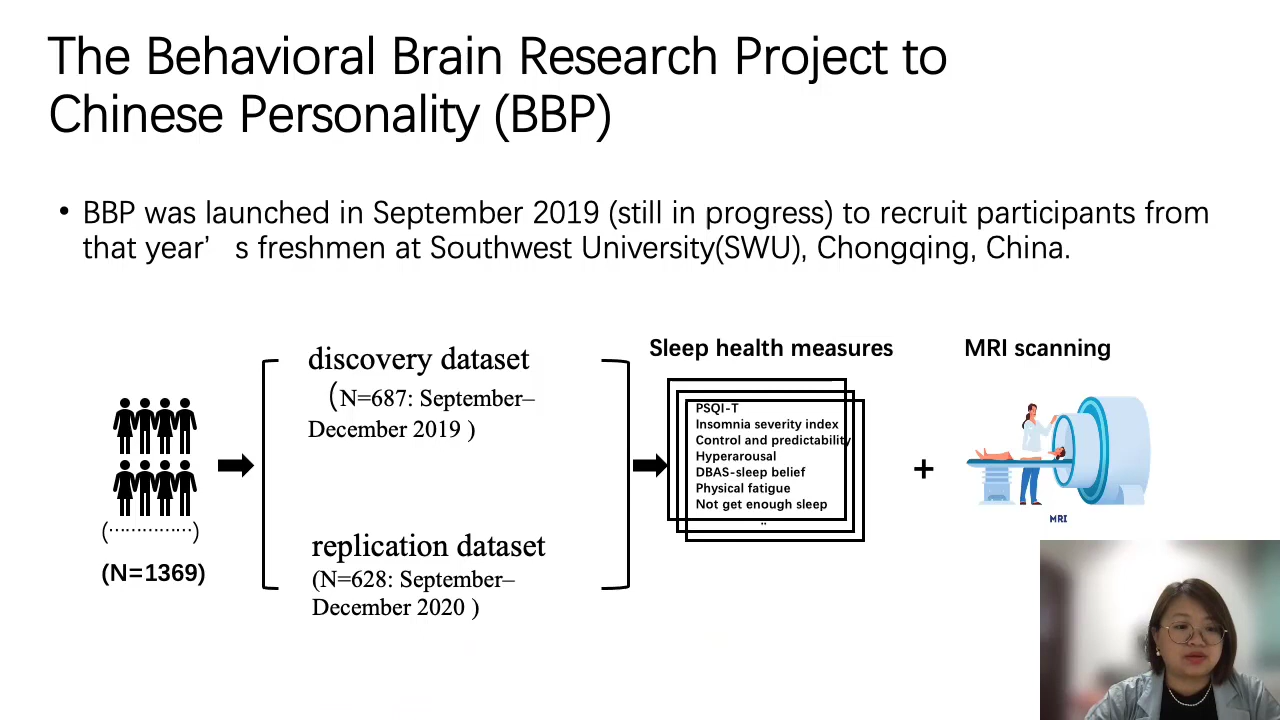 The Behavioral Brain Research Project to
Chinese Personality (BBP)
• BBP was launched in September 2019 (still in progress) to recruit participants from
that year’ s freshmen at Southwest University(SWU), Chongqing, China.
(··············)
(N=1369)
discovery dataset
(N=687: September–
December 2019 )
replication dataset
(N=628: September–
December 2020 )
Sleep health measures
PSQI-T
Insomnia severity index
Control and predictability
Hyperarousal
DBAS-sleep belief
Physical fatigue
Not get enough sleep
..
+
MRI scanning
MRI